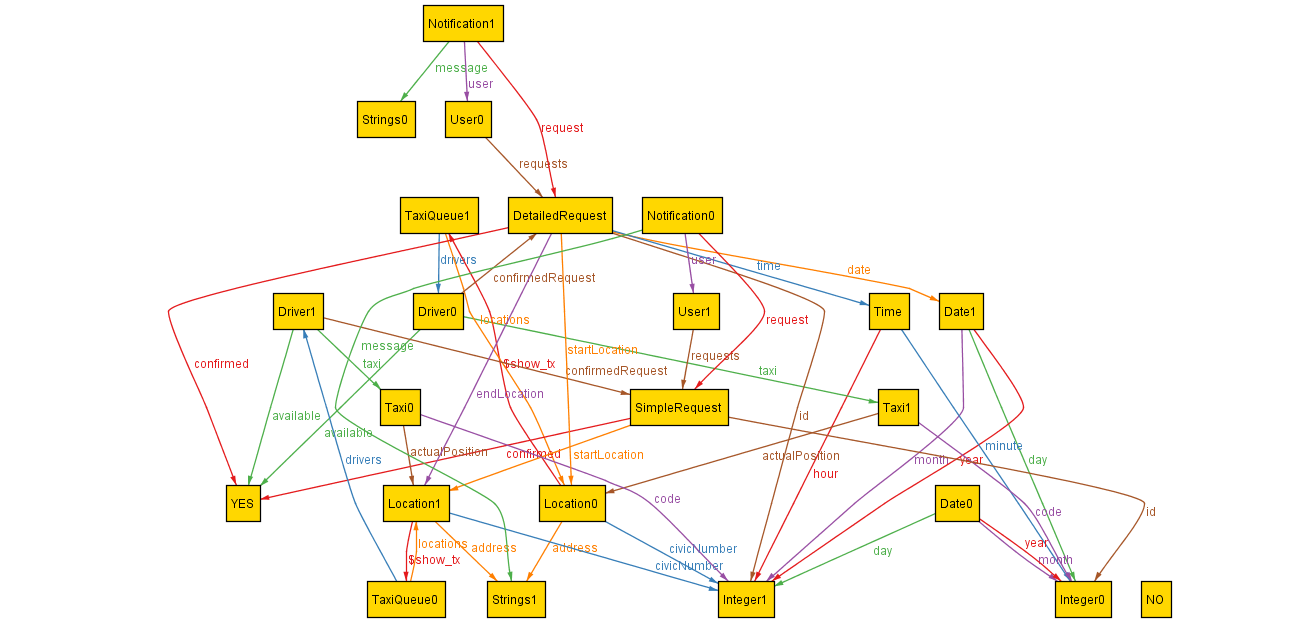 Notification1
message
user
Strings0
User0
request
requests
TaxiQueue1
DetailedRequest
Notification0
drivers
user
time
date
confirmedRequest
Driver1
Driver0
User1
Time
Date1
locations
request
message
startLocation
requests
confirmed
taxi
$show_tx
confirmedRequest
taxi
endLocation
Taxi0
SimpleRequest
Taxi1
available
id
available
minute
actualPosition
confirmed
startLocation
actualPosition
month
year
day
drivers
hour
YES
Location1
code
Location0
Date0
code
id
locations
address
address
civicNumber
day
year
$show_tx
civicNumber
month
TaxiQueue0
Strings1
Integer1
Integer0
NO